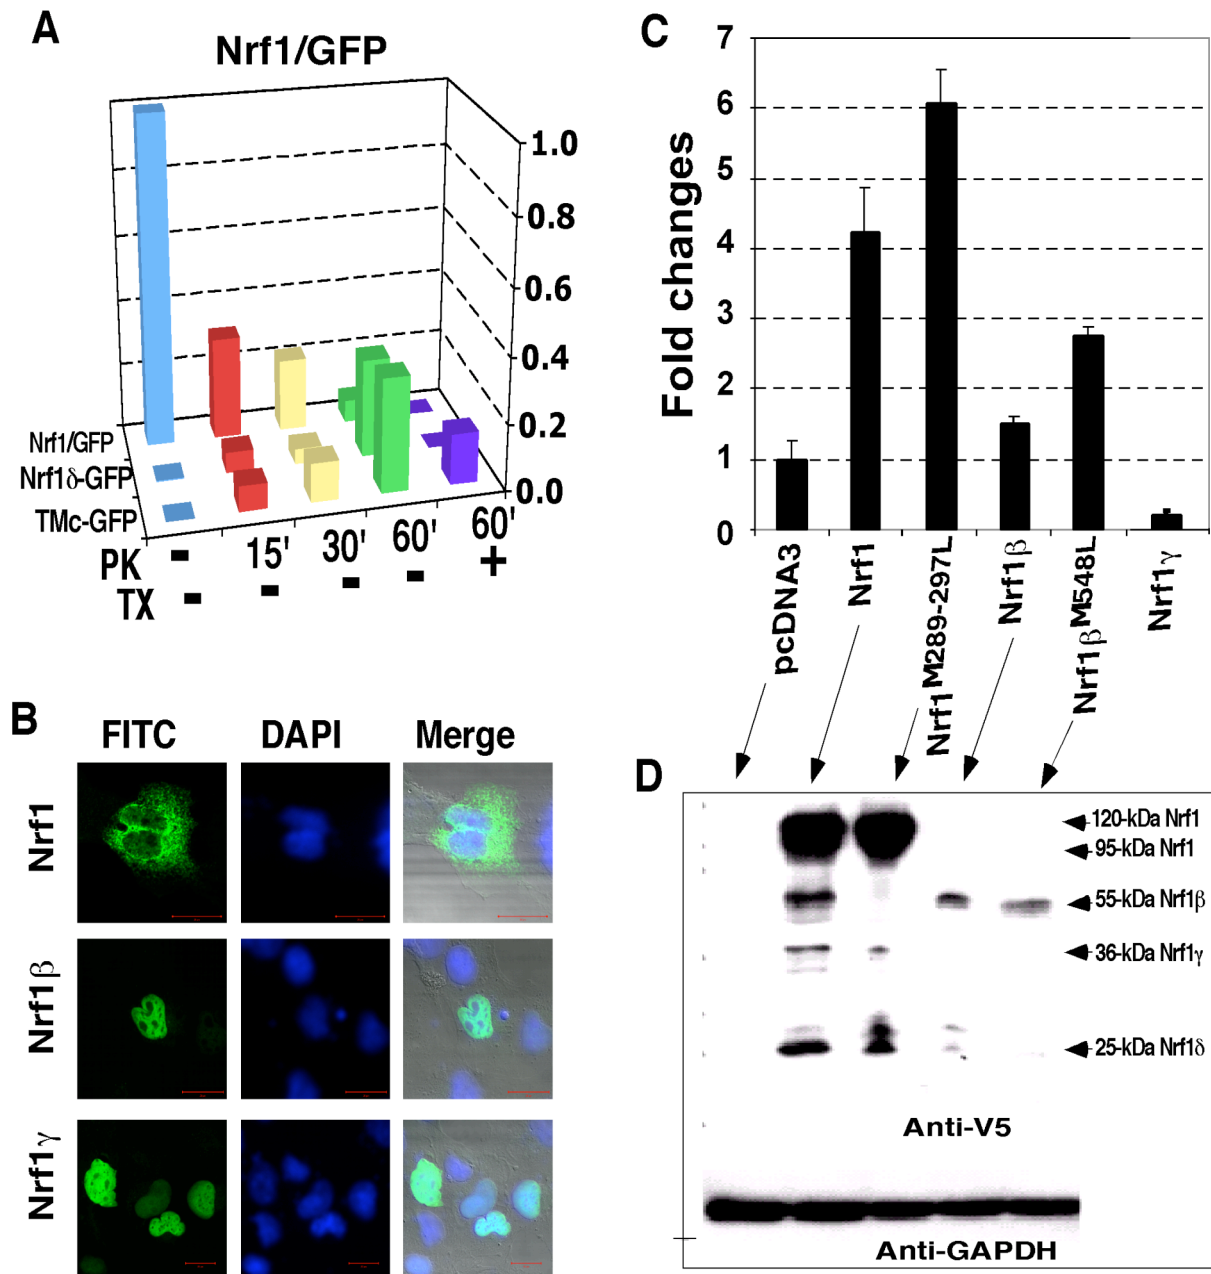 A
Nrf1/GFP
1.0
0.8
0.6
0.4
0.2
0.0
Nrf1/GFP
Nrf1δ-GFP
TMc-GFP
PK - 15' 30' 60' 60'
TX - - - - +
B
FITC DAPI Merge
Nrf1
Nrf1β
Nrf1γ
C
Fold changes
7
6
5
4
3
2
1
0
pcDNA3
Nrf1
Nrf1M289-297L
Nrf1β
Nrf1βM548L
Nrf1γ
D
120-kDa Nrf1
95-kDa Nrf1
55-kDa Nrf1β
36-kDa Nrf1γ
25-kDa Nrf1δ
Anti-V5
Anti-GAPDH